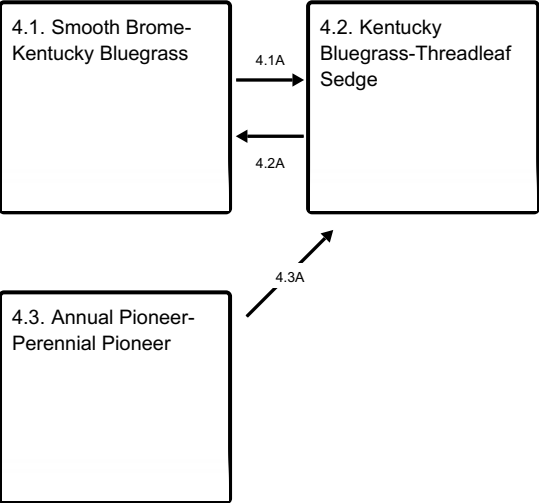 4.1. Smooth Brome-
Kentucky Bluegrass
4.1A
4.2. Kentucky
Bluegrass-Threadleaf
Sedge
4.2A
4.3A
4.3. Annual Pioneer-
Perennial Pioneer